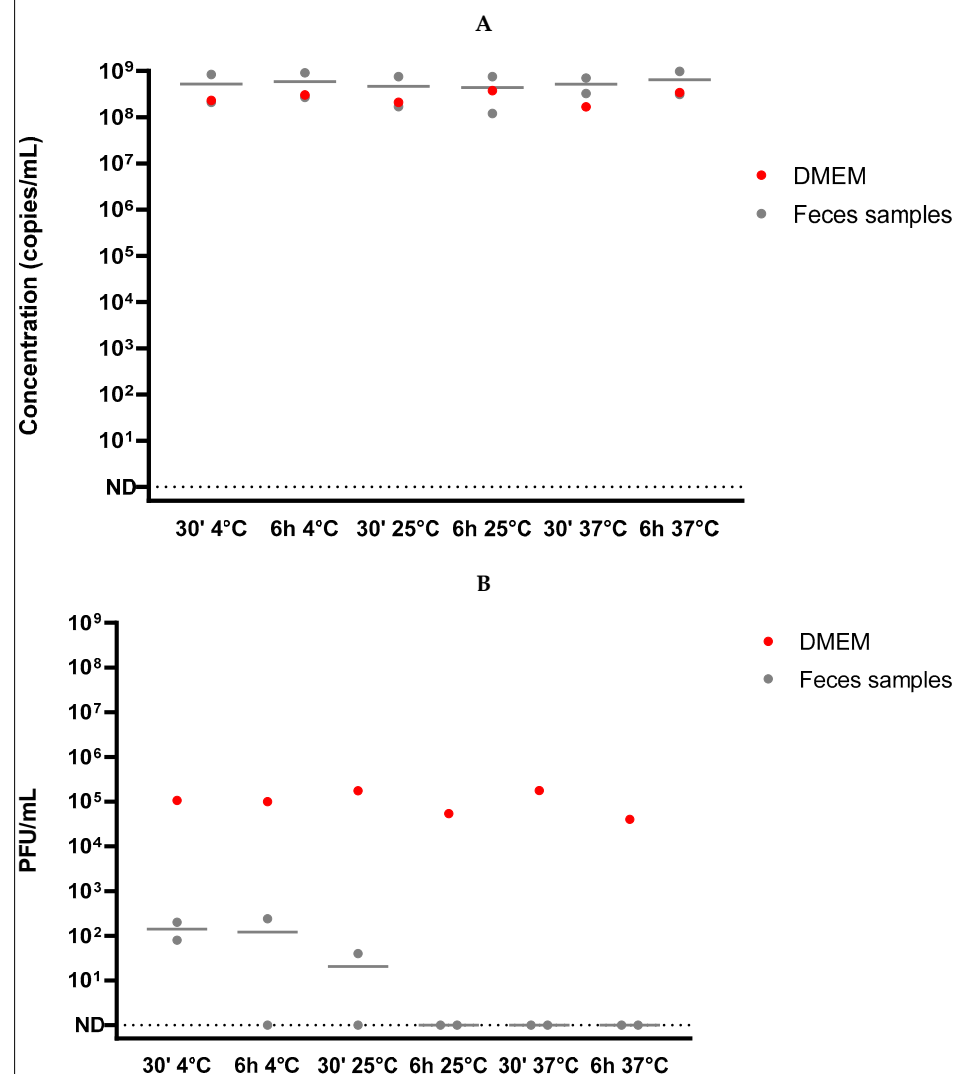 A
Concentration (copies/mL)
10⁹
10⁸
10⁷
10⁶
10⁵
10⁴
10³
10²
10¹
ND
30' 4°C 6h 4°C 30' 25°C 6h 25°C 30' 37°C 6h 37°C
DMEM
Feces samples
B
PFU/mL
10⁹
10⁸
10⁷
10⁶
10⁵
10⁴
10³
10²
10¹
ND
30' 4°C 6h 4°C 30' 25°C 6h 25°C 30' 37°C 6h 37°C
DMEM
Feces samples